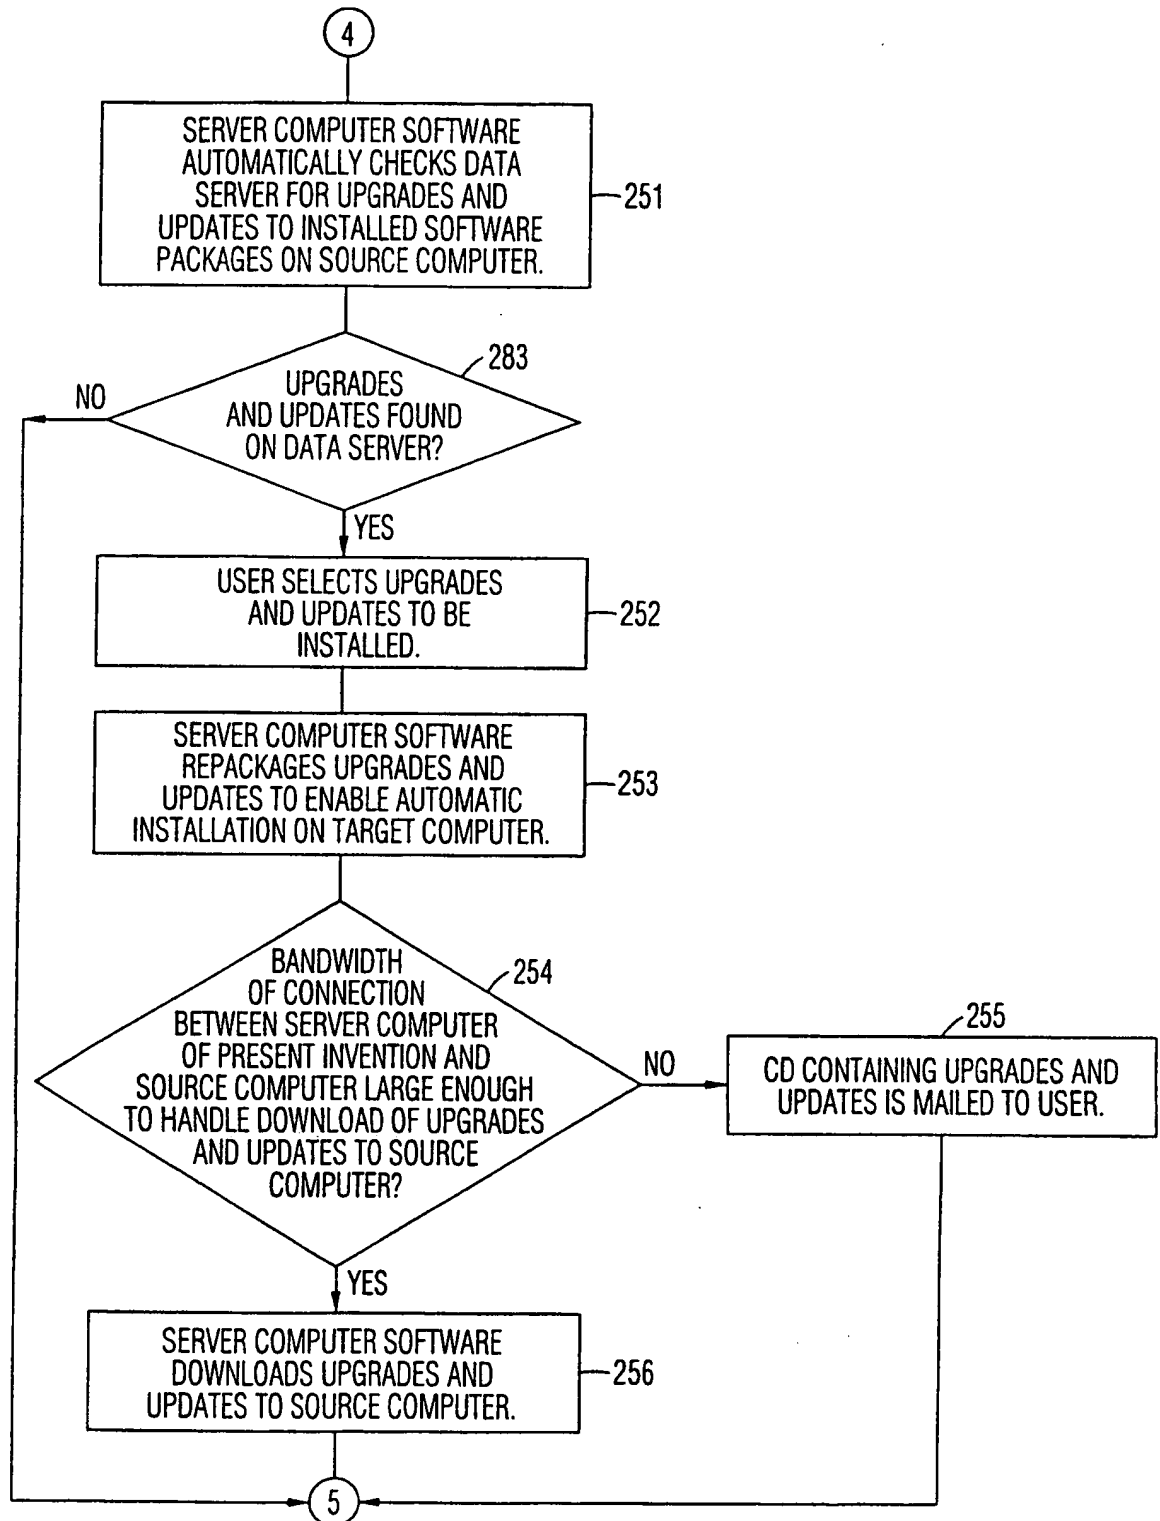 4
SERVER COMPUTER SOFTWARE
AUTOMATICALLY CHECKS DATA
SERVER FOR UPGRADES AND
UPDATES TO INSTALLED SOFTWARE
PACKAGES ON SOURCE COMPUTER.
251
283
UPGRADES
AND UPDATES FOUND
ON DATA SERVER?
NO
YES
USER SELECTS UPGRADES
AND UPDATES TO BE
INSTALLED.
252
SERVER COMPUTER SOFTWARE
REPACKAGES UPGRADES AND
UPDATES TO ENABLE AUTOMATIC
INSTALLATION ON TARGET COMPUTER.
253
BANDWIDTH
OF CONNECTION
BETWEEN SERVER COMPUTER
OF PRESENT INVENTION AND
SOURCE COMPUTER LARGE ENOUGH
TO HANDLE DOWNLOAD OF UPGRADES
AND UPDATES TO SOURCE
COMPUTER?
254
NO
255
CD CONTAINING UPGRADES AND
UPDATES IS MAILED TO USER.
YES
SERVER COMPUTER SOFTWARE
DOWNLOADS UPGRADES AND
UPDATES TO SOURCE COMPUTER.
256
5